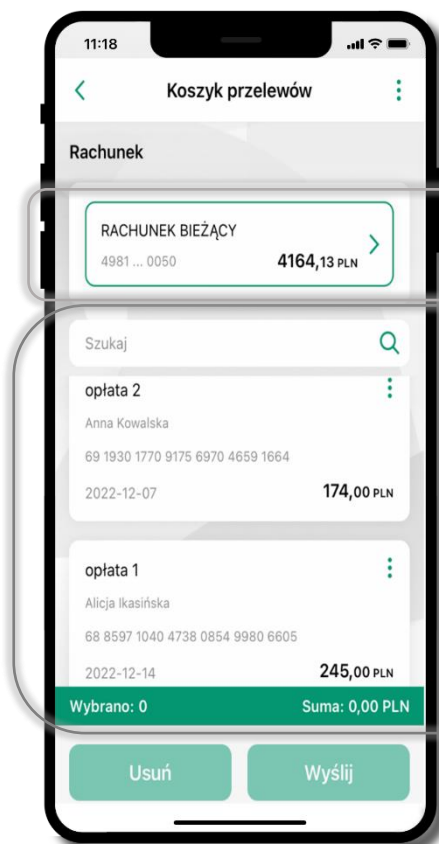 11:18
Koszyk przelewów
Rachunek
RACHUNEK BIEŻĄCY
4981 ... 0050 4164,13 PLN
Szukaj
opłata 2
Anna Kowalska
69 1930 1770 9175 6970 4659 1664
2022-12-07 174,00 PLN
opłata 1
Alicja Ikasińska
68 8597 1040 4738 0854 9980 6605
2022-12-14 245,00 PLN
Wybrano: 0 Suma: 0,00 PLN
Usuń Wyślij